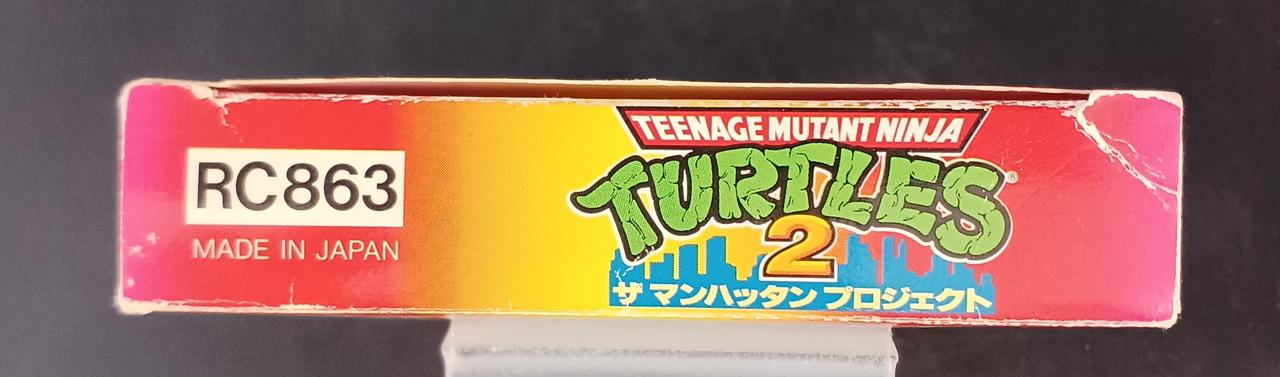 RC863
MADE IN JAPAN
TEENAGE MUTANT NINJA
TURTLES®
2
ザ マンハッタン プロジェクト